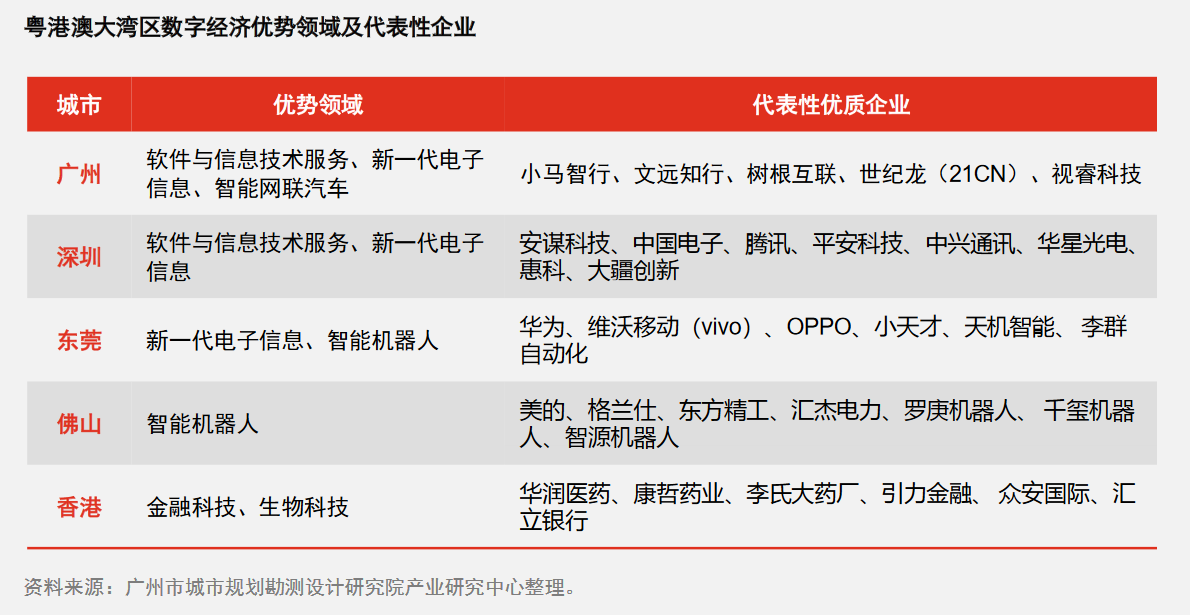 粤港澳大湾区数字经济优势领域及代表性企业
城市 优势领域 代表性优质企业
广州
软件与信息技术服务、新一代电子
信息、智能网联汽车
小马智行、文远知行、树根互联、世纪龙（21CN）、视睿科技
深圳
软件与信息技术服务、新一代电子
信息
安谋科技、中国电子、腾讯、平安科技、中兴通讯、华星光电、
惠科、大疆创新
东莞
新一代电子信息、智能机器人
华为、维沃移动（vivo）、OPPO、小天才、天机智能、 李群
自动化
佛山
智能机器人
美的、格兰仕、东方精工、汇杰电力、罗庚机器人、 千玺机器
人、智源机器人
香港
金融科技、生物科技
华润医药、康哲药业、李氏大药厂、引力金融、 众安国际、汇
立银行
资料来源：广州市城市规划勘测设计研究院产业研究中心整理。